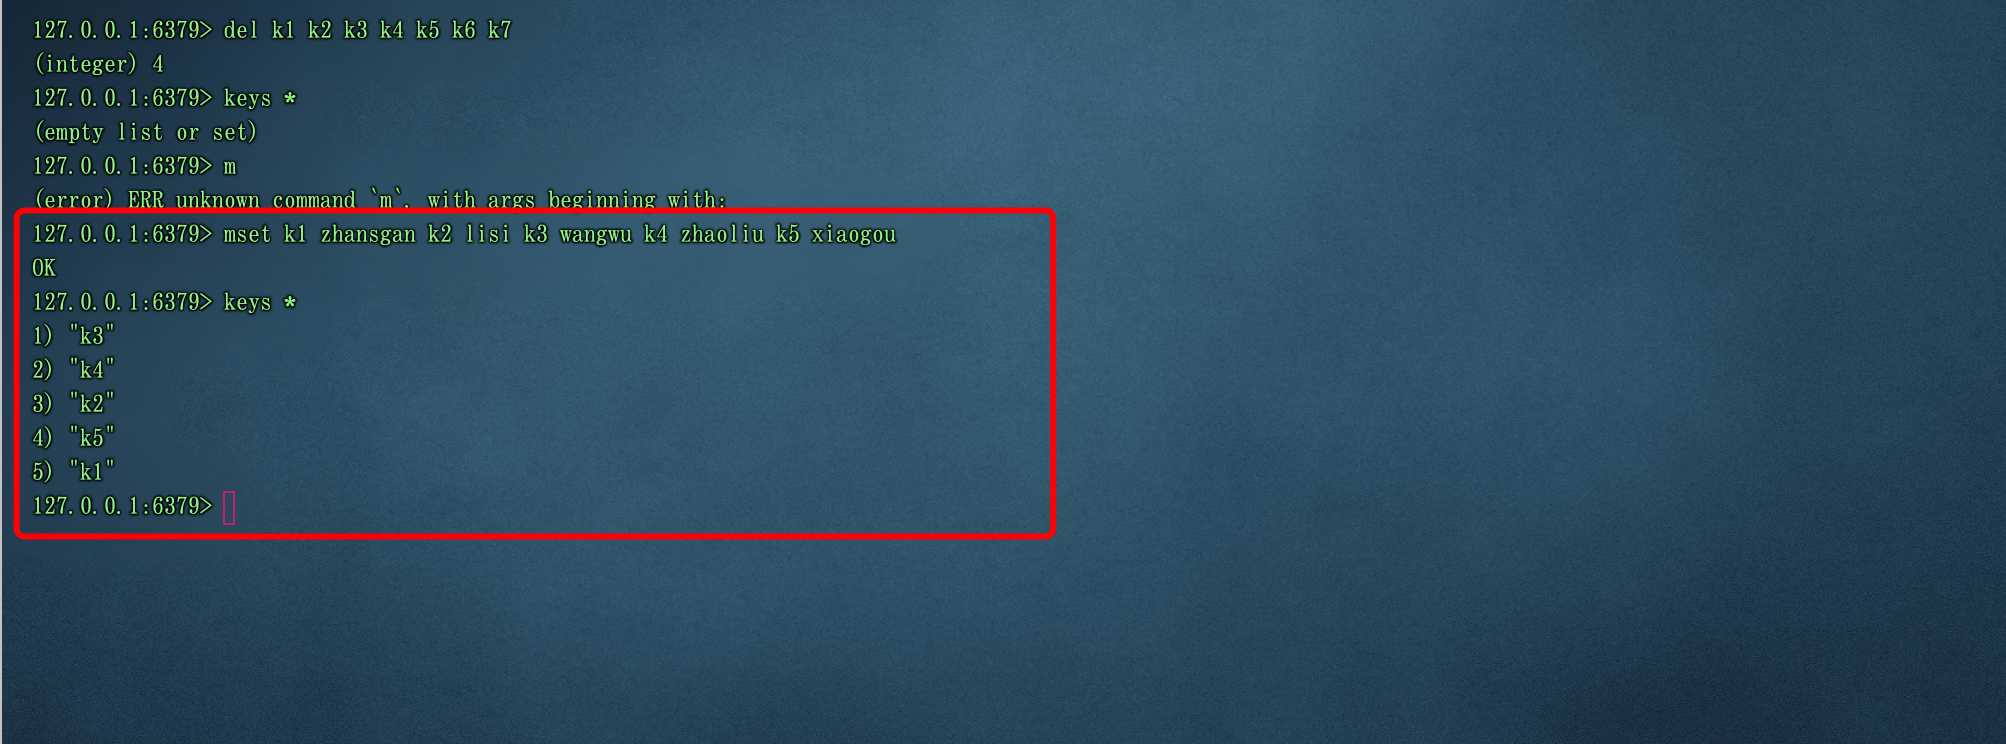 127.0.0.1:6379> del k1 k2 k3 k4 k5 k6 k7
(integer) 4
127.0.0.1:6379> keys *
(empty list or set)
127.0.0.1:6379> m
(error) ERR unknown command `m`, with args beginning with:
127.0.0.1:6379> mset k1 zhansgan k2 lisi k3 wangwu k4 zhaoliu k5 xiaogou
OK
127.0.0.1:6379> keys *
1) "k3"
2) "k4"
3) "k2"
4) "k5"
5) "k1"
127.0.0.1:6379>